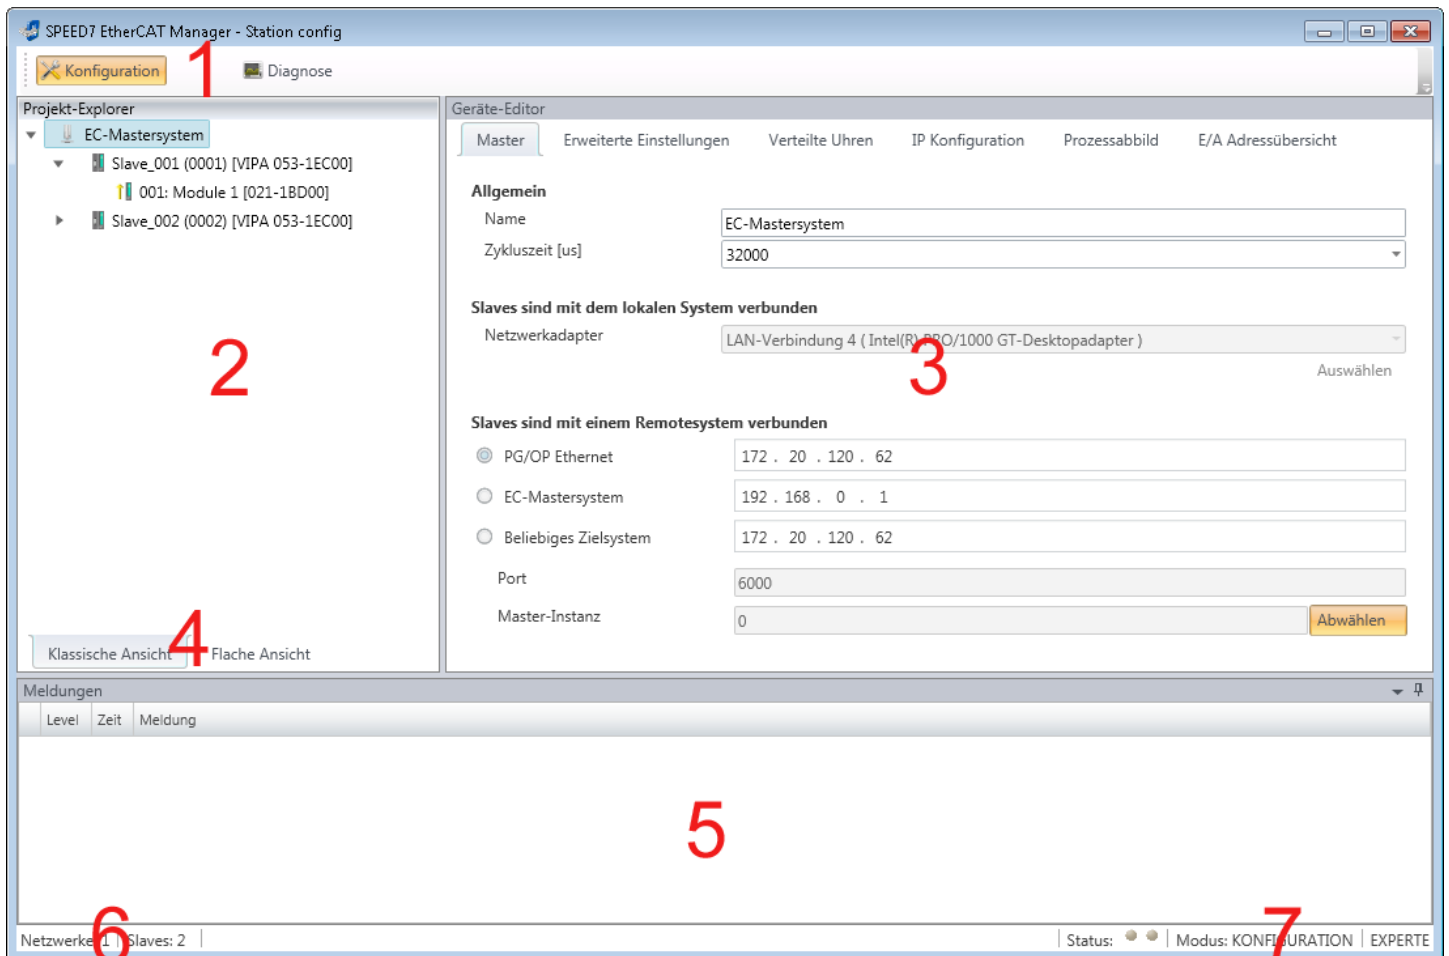 SPEED7 EtherCAT Manager - Station config
Konfiguration
1
Diagnose
Projekt-Explorer
EC-Mastersystem
Slave_001 (0001) [VIPA 053-1EC00]
001: Module 1 [021-1BD00]
Slave_002 (0002) [VIPA 053-1EC00]
2
4
Klassische Ansicht
Flache Ansicht
Geräte-Editor
Master
Erweiterte Einstellungen
Verteilte Uhren
IP Konfiguration
Prozessabbild
E/A Adressübersicht
Allgemein
Name
EC-Mastersystem
Zykluszeit [us]
32000
Slaves sind mit dem lokalen System verbunden
Netzwerkadapter
LAN-Verbindung 4 ( Intel(R) PRO/1000 GT-Desktopadapter )
3
Auswählen
Slaves sind mit einem Remotesystem verbunden
PG/OP Ethernet
172 . 20 . 120 . 62
EC-Mastersystem
192 . 168 . 0 . 1
Beliebiges Zielsystem
172 . 20 . 120 . 62
Port
6000
Master-Instanz
0
Abwählen
Meldungen
Level
Zeit
Meldung
5
6
7
Netzwerke: 1
Slaves: 2
Status:
Modus: KONFIGURATION
EXPERTE